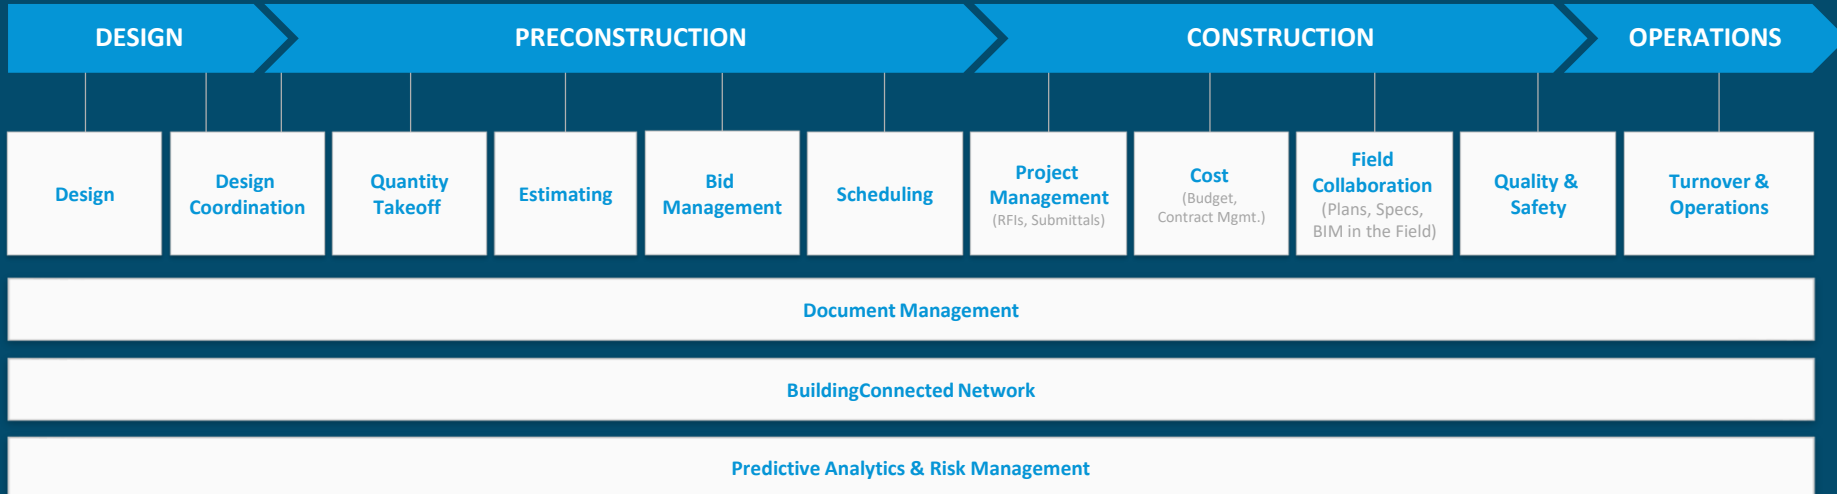 DESIGN
PRECONSTRUCTION
CONSTRUCTION
OPERATIONS
Design
Design
Coordination
Quantity
Takeoff
Estimating
Bid
Management
Scheduling
Project
Management
(RFIs, Submittals)
Cost
(Budget,
Contract Mgmt.)
Field
Collaboration
(Plans, Specs,
BIM in the Field)
Quality &
Safety
Turnover &
Operations
Document Management
BuildingConnected Network
Predictive Analytics & Risk Management